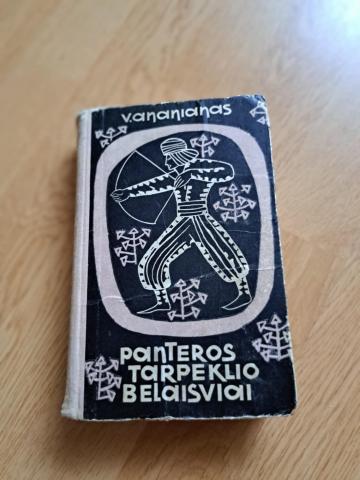 V. ananianas
Panteros
tarpeklio
belaisviai